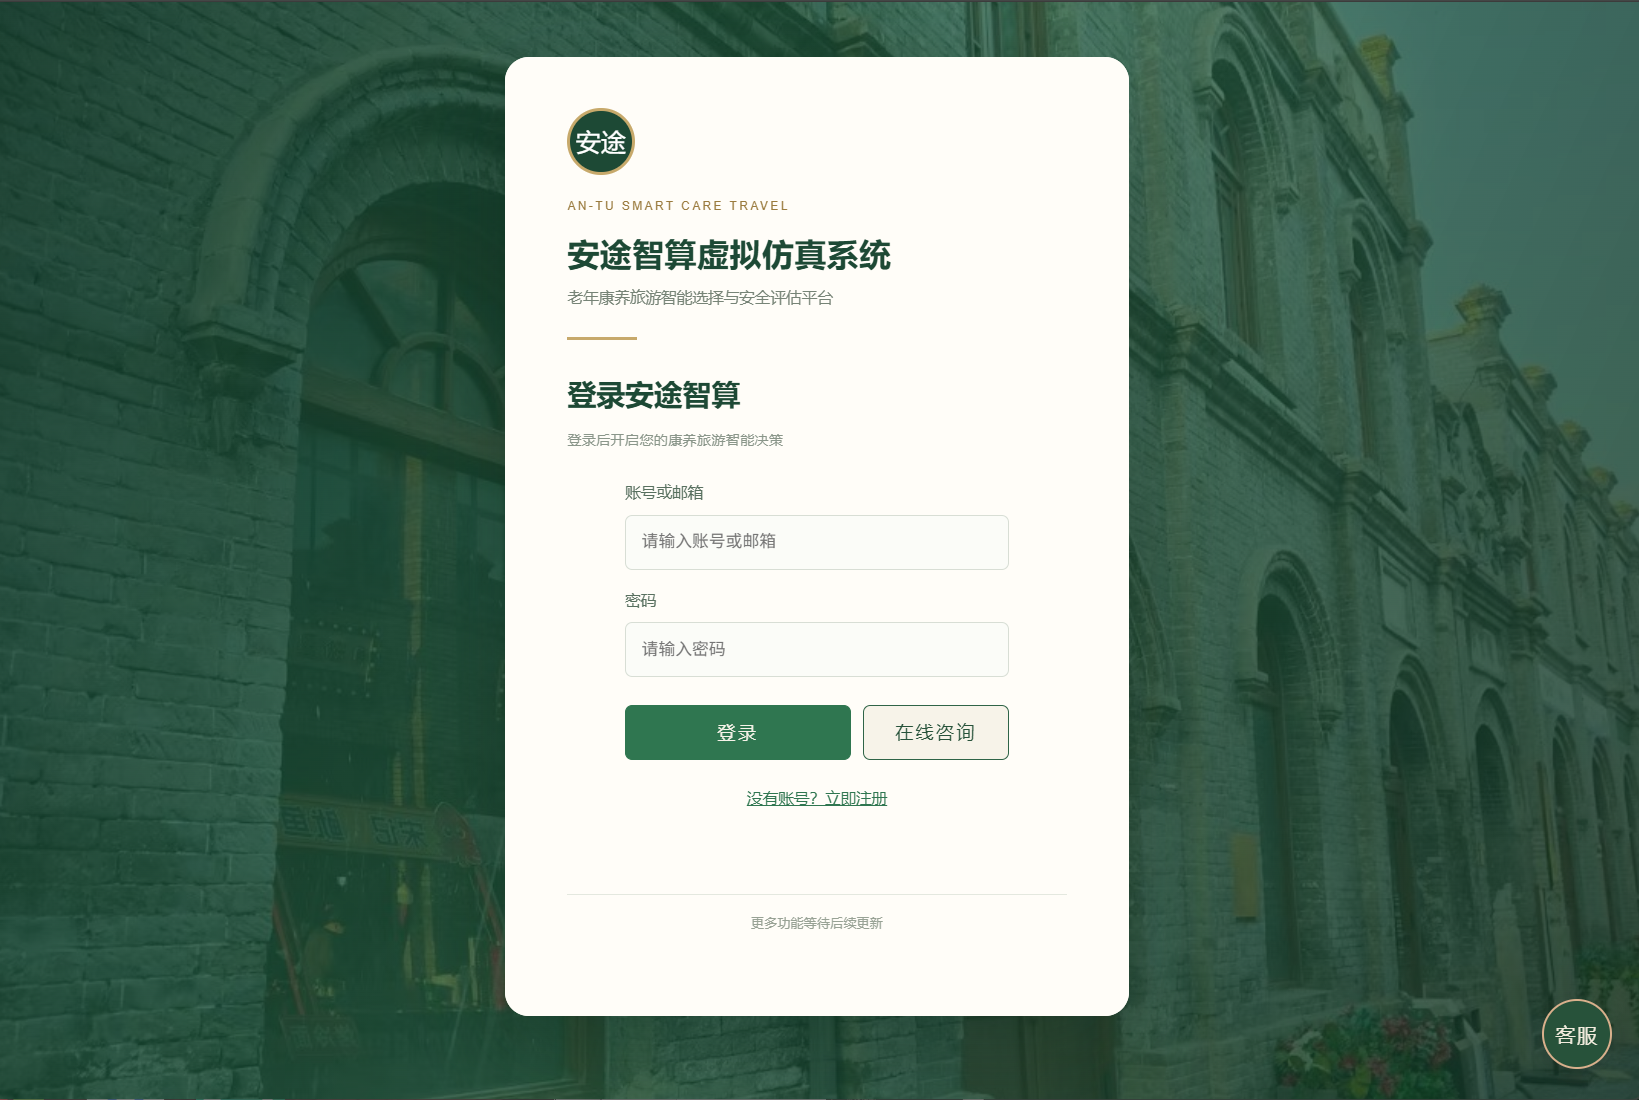 安途
AN-TU SMART CARE TRAVEL
安途智算虚拟仿真系统
老年康养旅游智能选择与安全评估平台
登录安途智算
登录后开启您的康养旅游智能决策
账号或邮箱
请输入账号或邮箱
密码
请输入密码
登录
在线咨询
没有账号？立即注册
更多功能等待后续更新
客服